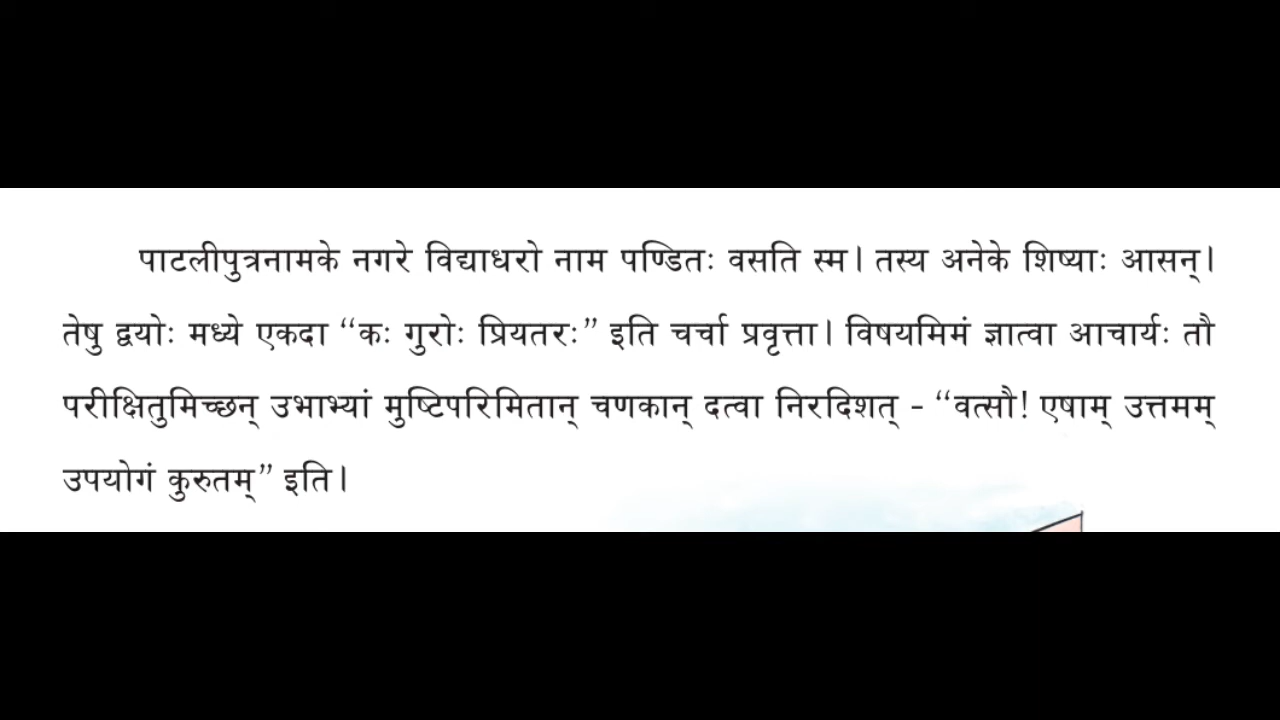 पाटलीपुत्रनामके नगरे विद्याधरो नाम पण्डितः वसति स्म। तस्य अनेके शिष्याः आसन्।
तेषु द्वयोः मध्ये एकदा “कः गुरोः प्रियतरः” इति चर्चा प्रवृत्ता। विषयमिमं ज्ञात्वा आचार्यः तौ
परीक्षितुमिच्छन् उभाभ्यां मुष्टिपरिमितान् चणकान् दत्वा निरदिशत् - “वत्सौ! एषाम् उत्तमम्
उपयोगं कुरुतम्” इति।